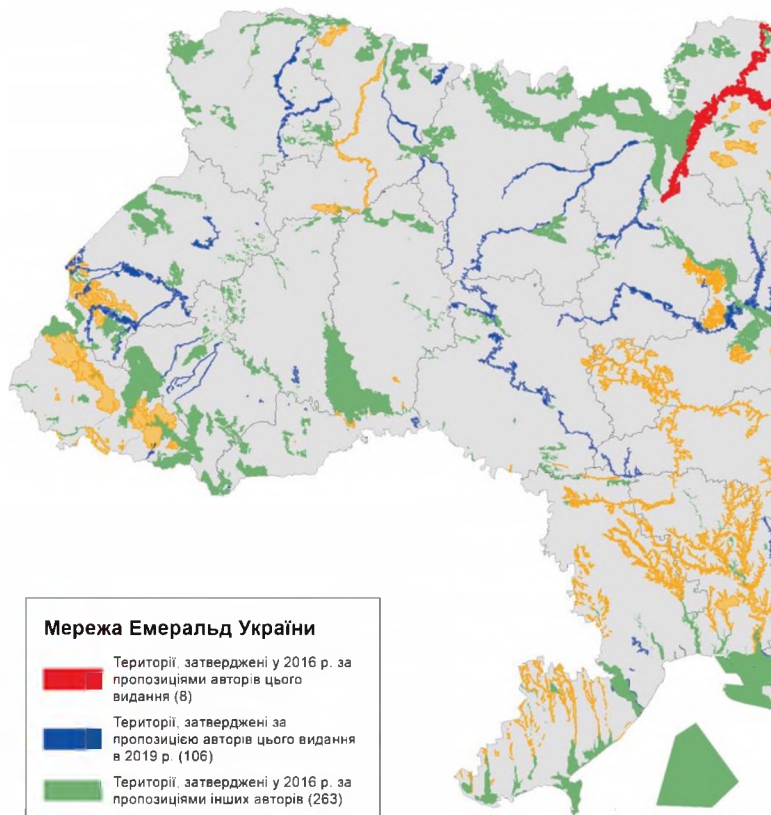 Мережа Емеральд України
Території, затверджені у 2016 р. за
пропозиціями авторів цього
видання (8)
Території, затверджені за
пропозицією авторів цього видання
в 2019 р. (106)
Території, затверджені у 2016 р. за
пропозиціями інших авторів (263)